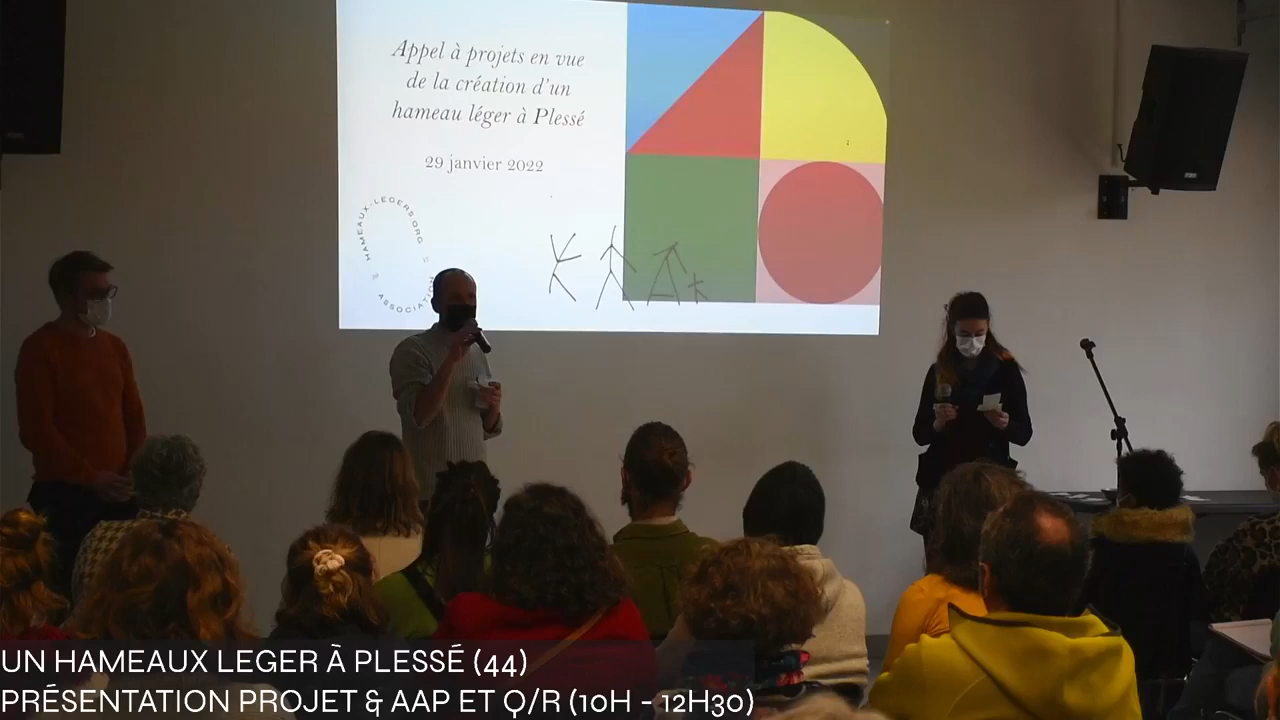 Appel à projets en vue
de la création d'un
hameau léger à Plessé
29 janvier 2022
HAMEAUX-LEGERS.ORG
ASSOCIATION
UN HAMEAUX LEGER À PLESSÉ (44)
PRÉSENTATION PROJET & AAP ET Q/R (10H - 12H30)